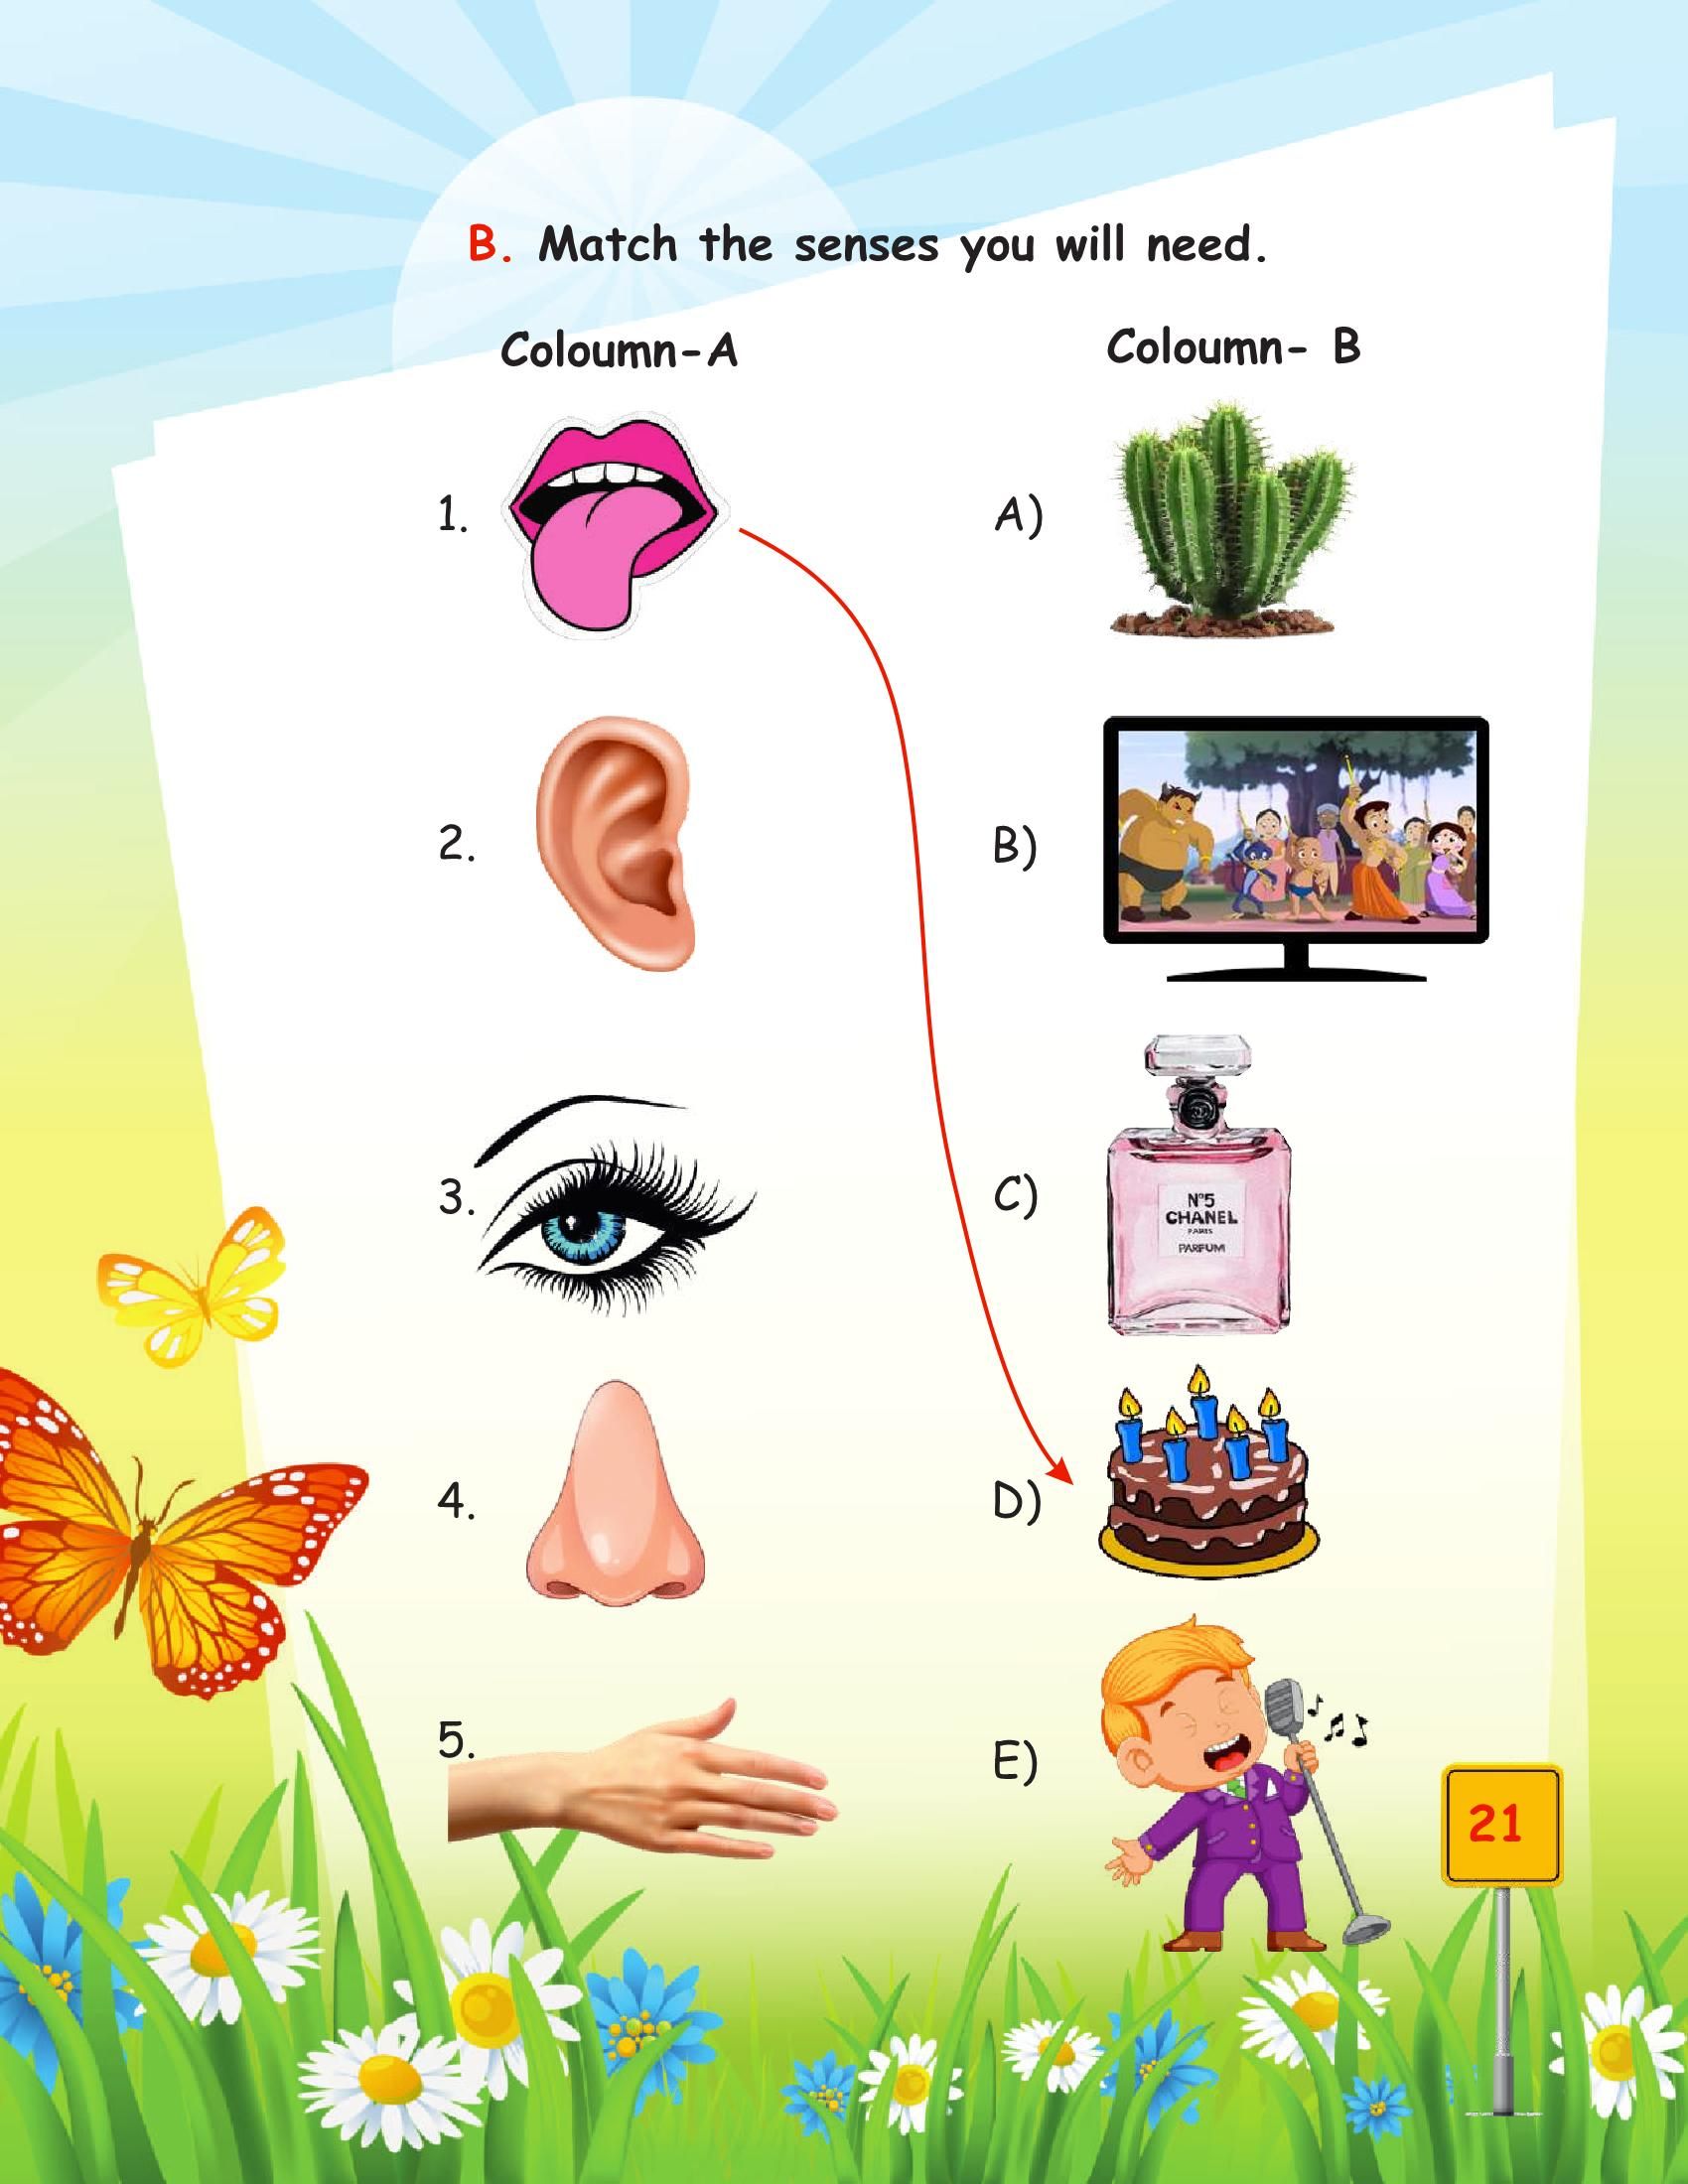 B. Match the senses you will need.
Coloumn-A
Coloumn- B
1.
A)
2.
B)
3.
C)
N°5
CHANEL
PARIS
PARFUM
4.
D)
5.
E)
21